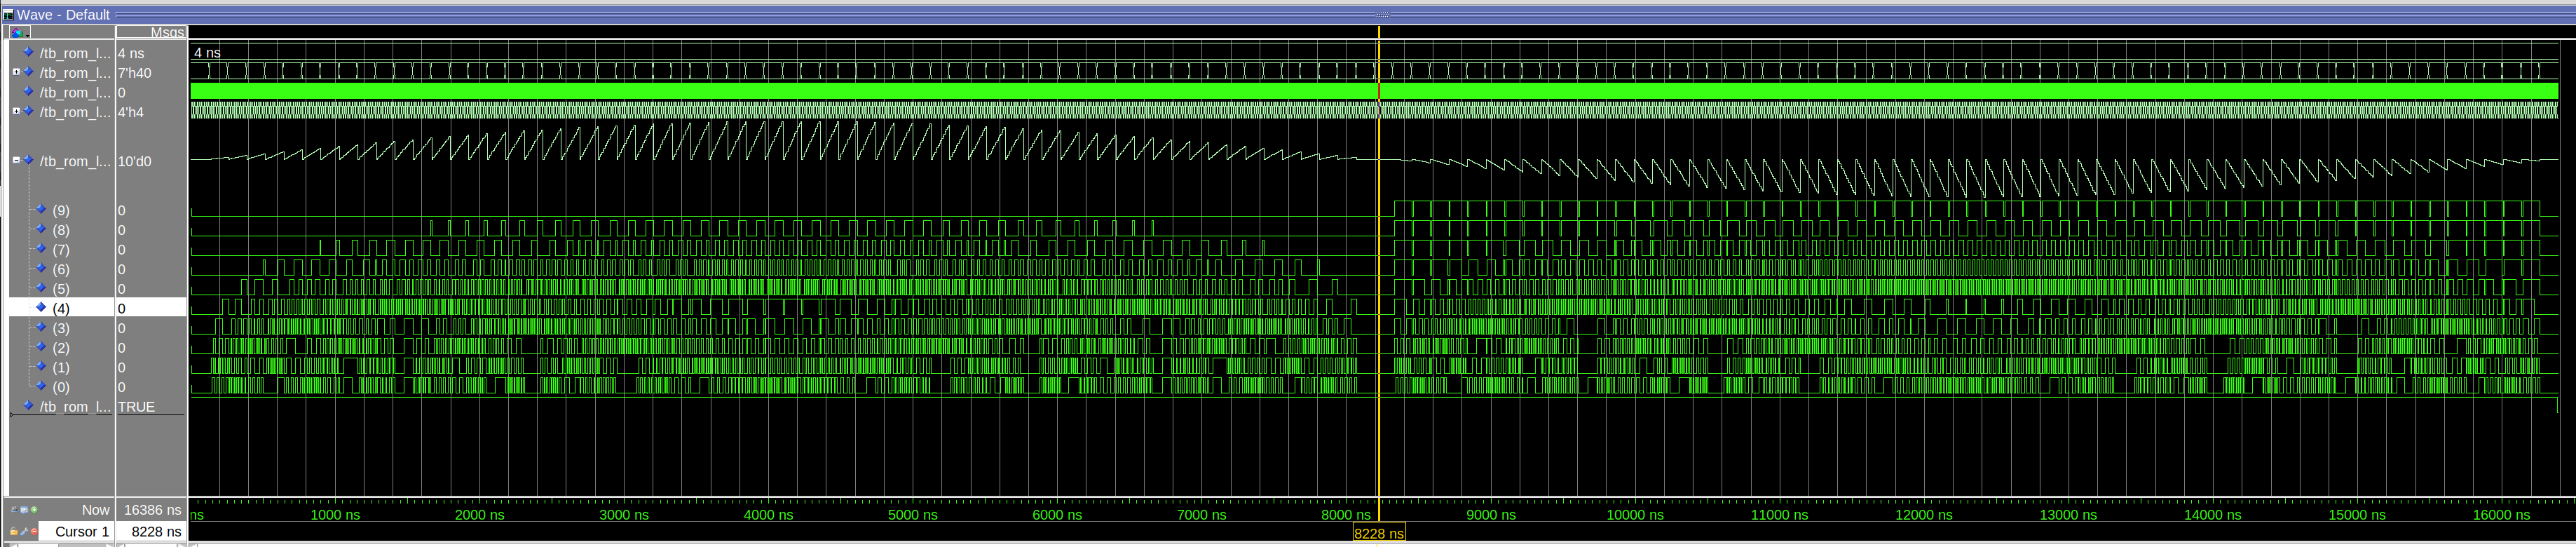 Wave - Default
Msgs
/tb_rom_l... 4 ns 4 ns
/tb_rom_l... 7'h40
/tb_rom_l... 0
/tb_rom_l... 4'h4
/tb_rom_l... 10'd0
(9) 0
(8) 0
(7) 0
(6) 0
(5) 0
(4) 0
(3) 0
(2) 0
(1) 0
(0) 0
/tb_rom_l... TRUE
Now 16386 ns ns 1000 ns 2000 ns 3000 ns 4000 ns 5000 ns 6000 ns 7000 ns 8000 ns 9000 ns 10000 ns 11000 ns 12000 ns 13000 ns 14000 ns 15000 ns 16000 ns
Cursor 1 8228 ns 8228 ns